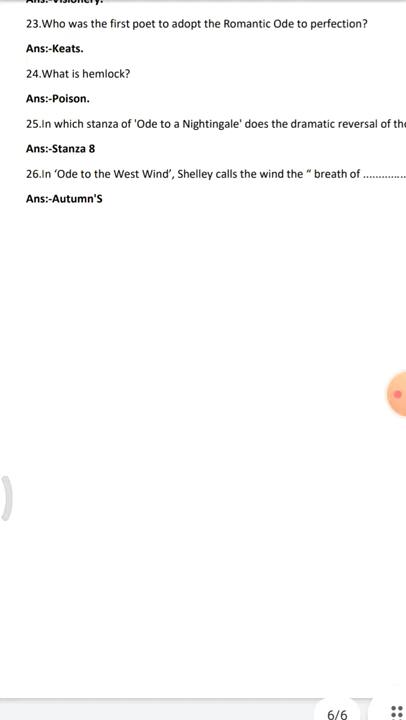 Ans:-Visionery.
23.Who was the first poet to adopt the Romantic Ode to perfection?
Ans:-Keats.
24.What is hemlock?
Ans:-Poison.
25.In which stanza of 'Ode to a Nightingale' does the dramatic reversal of
Ans:-Stanza 8
26.In ‘Ode to the West Wind’, Shelley calls the wind the “ breath of ..............
Ans:-Autumn'S
6/6